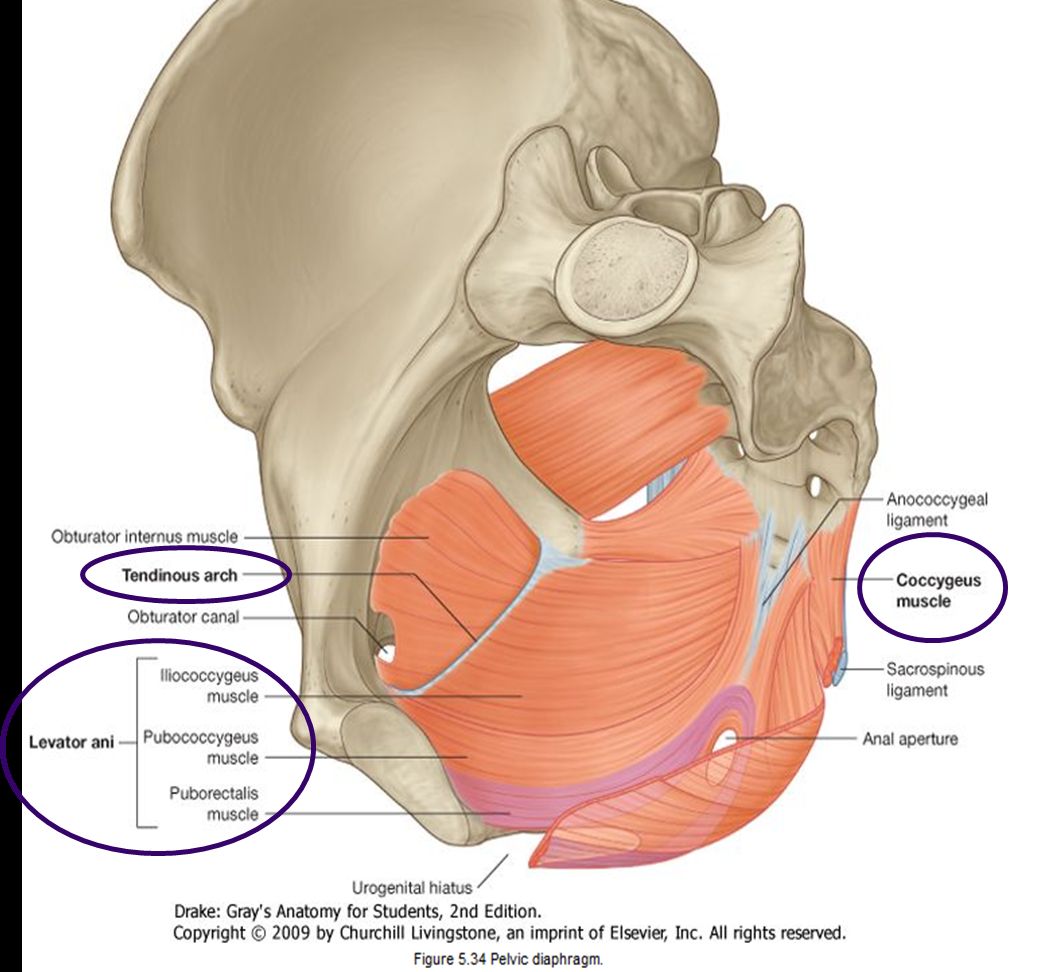 Anococcygeal
ligament
Obturator internus muscle
Tendinous arch
Coccygeus
muscle
Obturator canal
Iliococcygeus
muscle
Sacrospinous
ligament
Levator ani
Pubococcygeus
muscle
Anal aperture
Puborectalis
muscle
Urogenital hiatus
Drake: Gray's Anatomy for Students, 2nd Edition.
Copyright © 2009 by Churchill Livingstone, an imprint of Elsevier, Inc. All rights reserved.
Figure 5.34 Pelvic diaphragm.